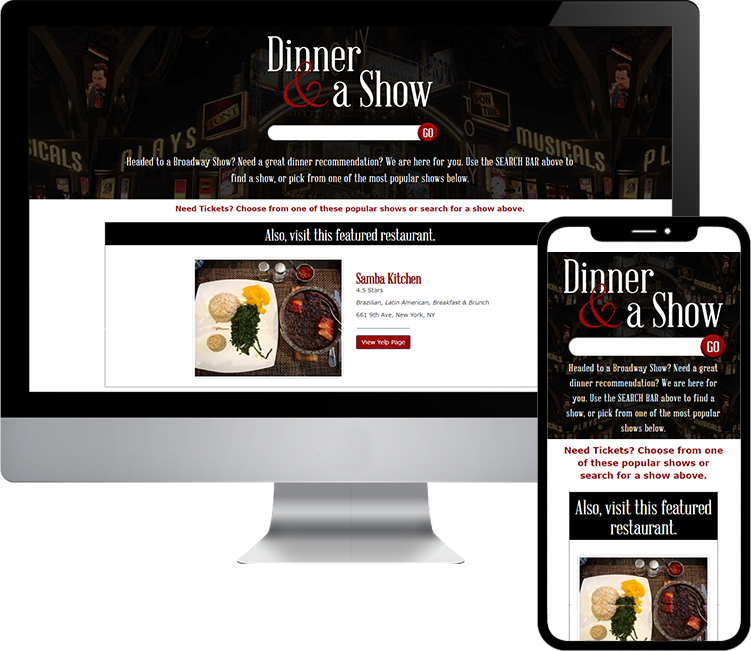 Dinner
& a Show
GO
PLAYS
TONY
MUSICALS
PL
SICALS
Headed to a Broadway Show? Need a great dinner recommendation? We are here for you. Use the SEARCH BAR above to
find a show, or pick from one of the most popular shows below.
Need Tickets? Choose from one of these popular shows or search for a show above.
Also, visit this featured restaurant.
Samba Kitchen
4.5 Stars
Brazilian, Latin American, Breakfast & Brunch
661 9th Ave, New York, NY
View Yelp Page
Dinner
& a Show
GO
Headed to a Broadway Show? Need a great
dinner recommendation? We are here for
you. Use the SEARCH BAR above to find a
show, or pick from one of the most popular
shows below.
Need Tickets? Choose from one
of these popular shows or
search for a show above.
Also, visit this featured
restaurant.